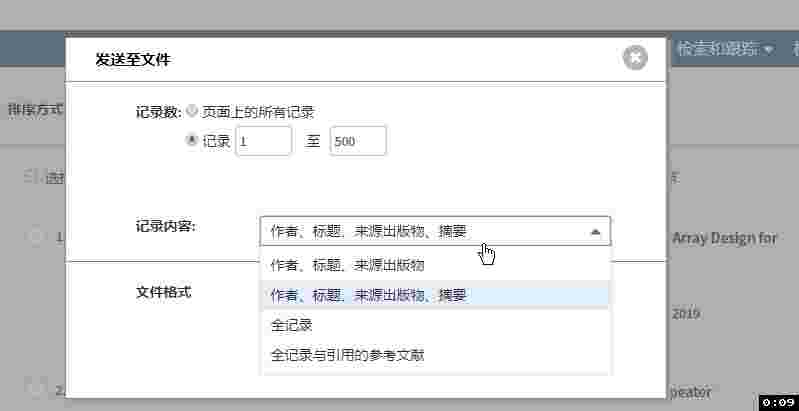 发送至文件
检索和跟踪
排序方式
记录数: 页面上的所有记录
记录 1 至 500
记录内容: 作者、标题、来源出版物、摘要
1
Array Design for
作者、标题、来源出版物
文件格式
作者、标题、来源出版物、摘要
2019
全记录
全记录与引用的参考文献
2.
peater
0:09